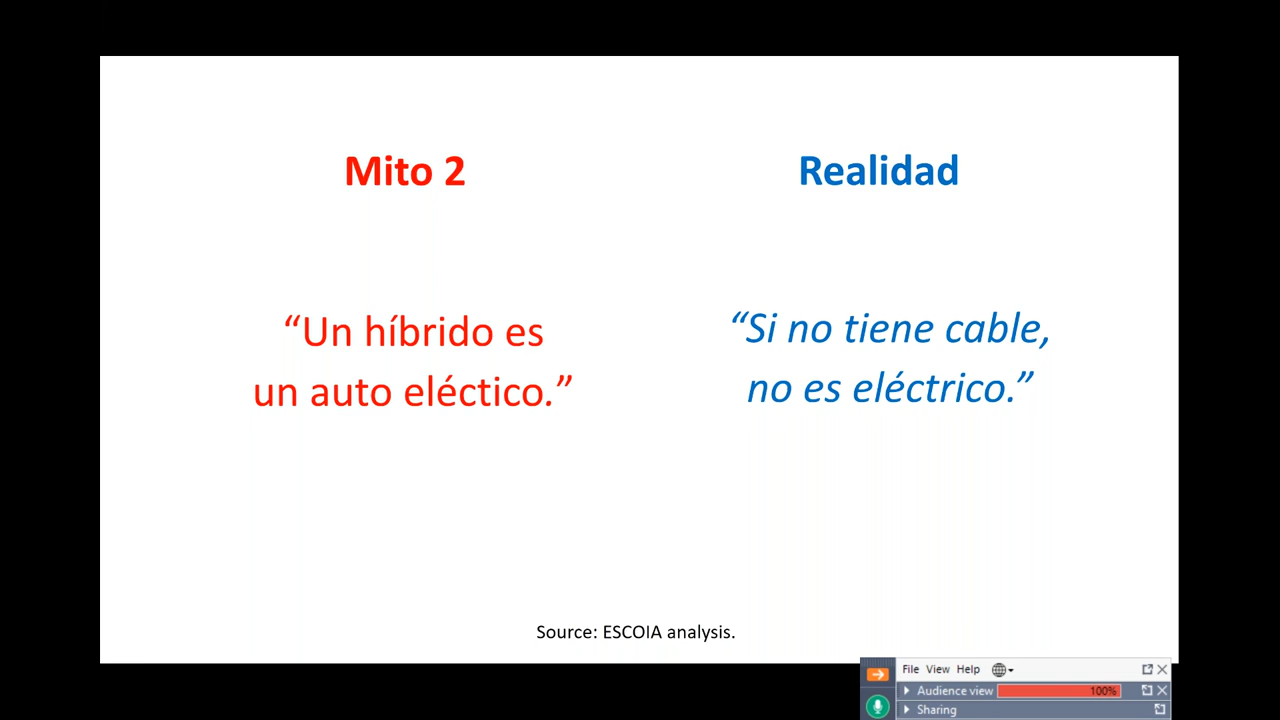 Mito 2
Realidad
“Un híbrido es
un auto eléctico.”
“Si no tiene cable,
no es eléctrico.”
Source: ESCOIA analysis.
File View Help
Audience view 100%
Sharing